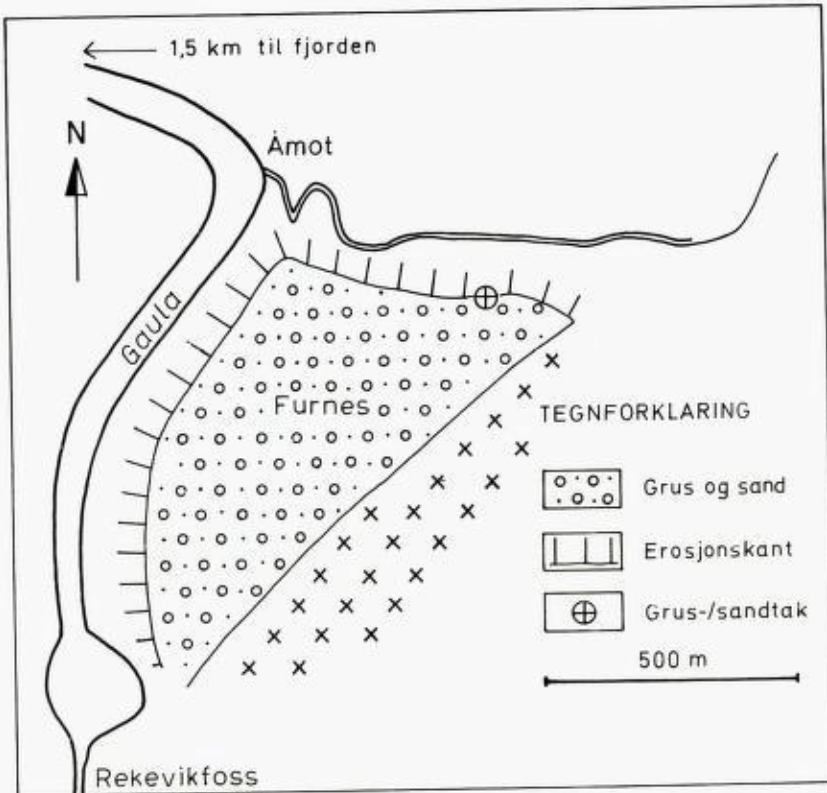 1,5 km til fjorden
N
Åmot
Gaula
Furnes
TEGNFORKLARING
Grus og sand
Erosjonskant
Grus-/sandtak
500 m
Rekevikfoss